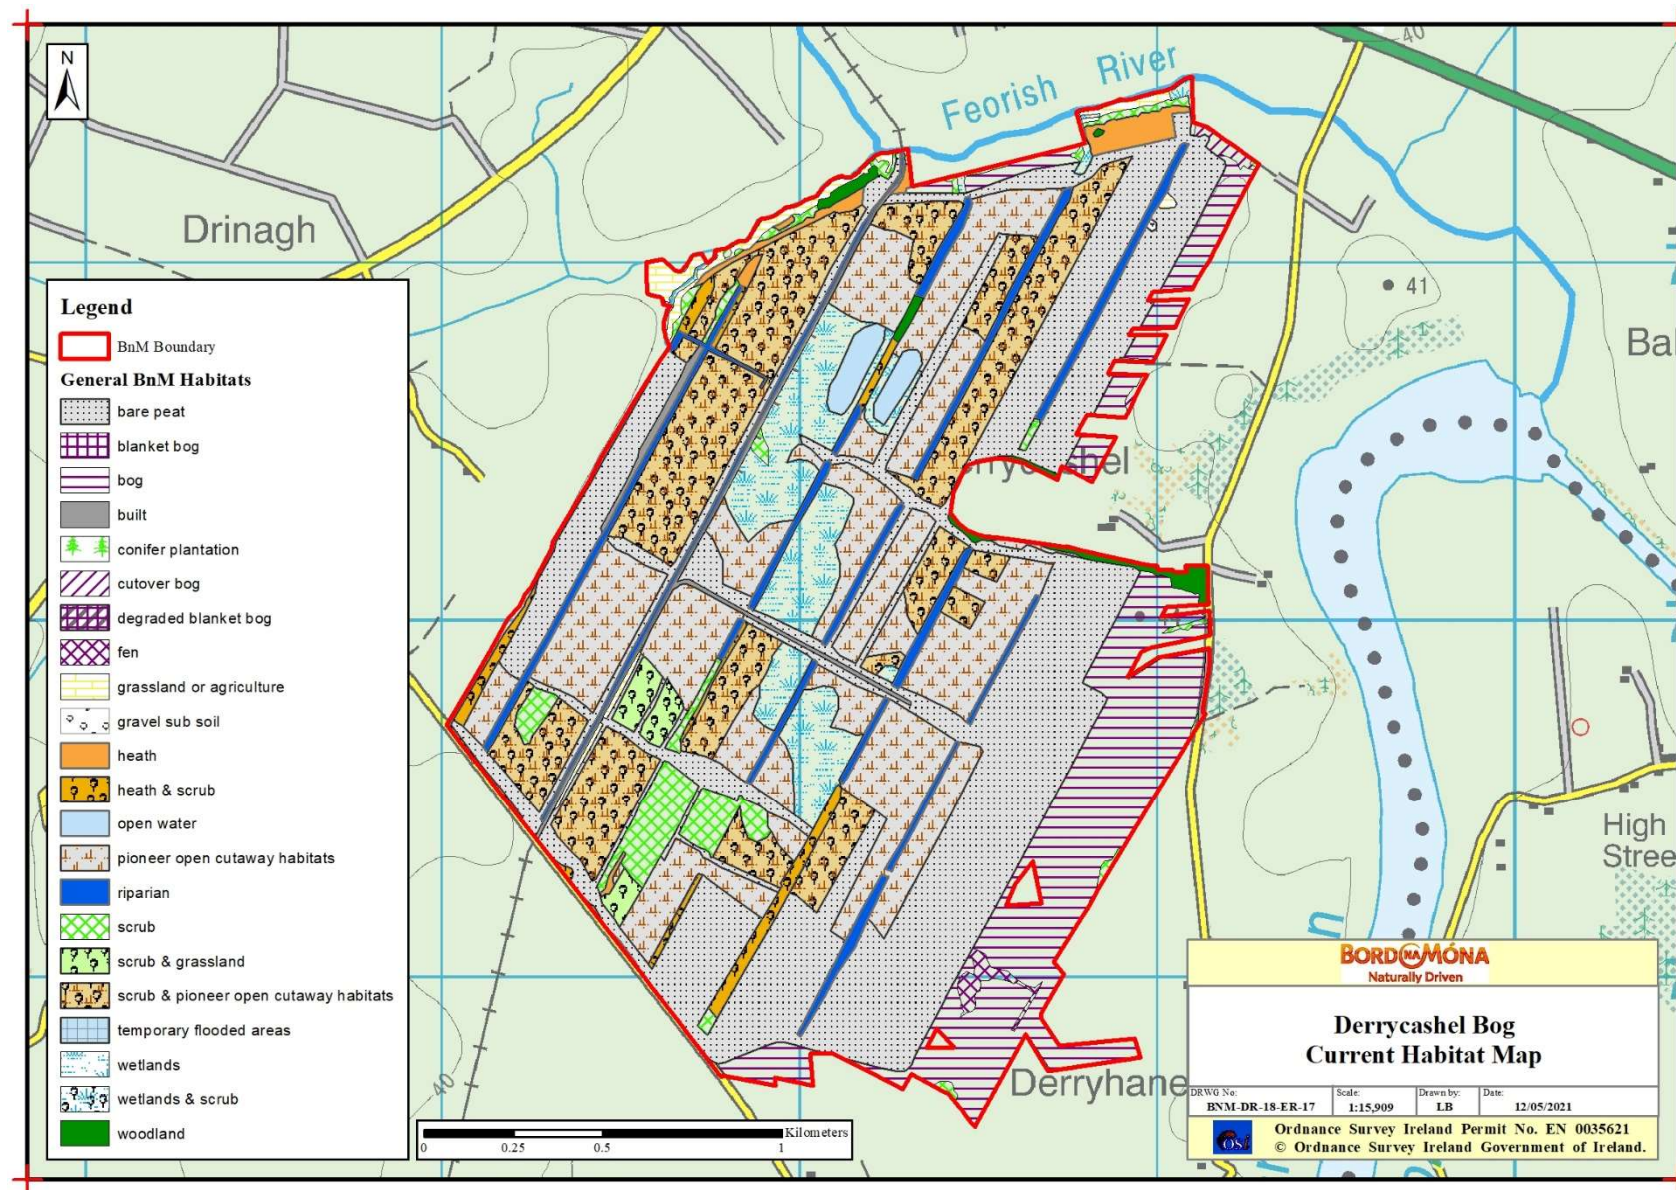 N
Feorish River
40
Drinagh
41
Legend
BnM Boundary
General BnM Habitats
bare peat
blanket bog
bog
built
conifer plantation
cutover bog
degraded blanket bog
fen
grassland or agriculture
gravel sub soil
heath
heath & scrub
open water
pioneer open cutaway habitats
riparian
scrub
scrub & grassland
scrub & pioneer open cutaway habitats
temporary flooded areas
wetlands
wetlands & scrub
woodland
High
Stree
40
Derryhane
Kilometers
0 0.25 0.5 1
BORD NA MÓNA
Naturally Driven
Derrycashel Bog
Current Habitat Map
DRWG No: Scale: Drawn by: Date:
BNM-DR-18-ER-17 1:15,909 LB 12/05/2021
OSi
Ordnance Survey Ireland Permit No. EN 0035621
© Ordnance Survey Ireland Government of Ireland.